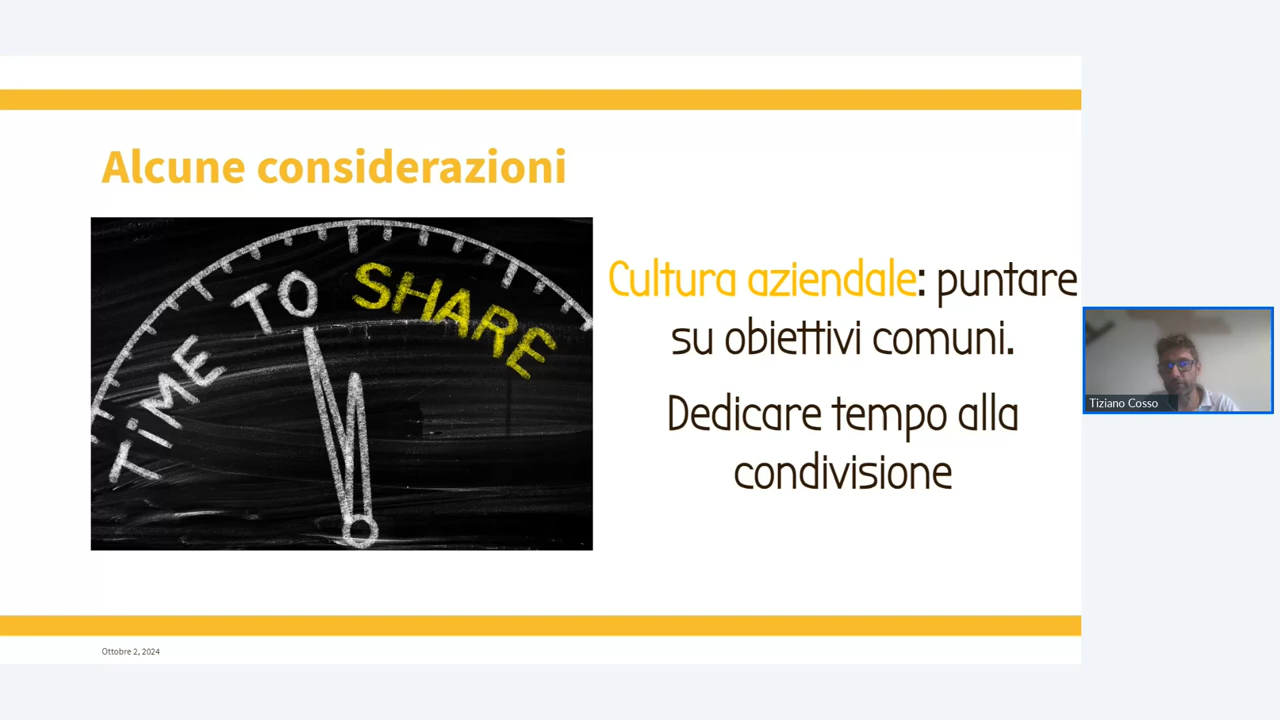 Alcune considerazioni
TiME TO SHARE
Cultura aziendale: puntare
su obiettivi comuni.
Dedicare tempo alla
condivisione
Tiziano Cosso
Ottobre 2, 2024